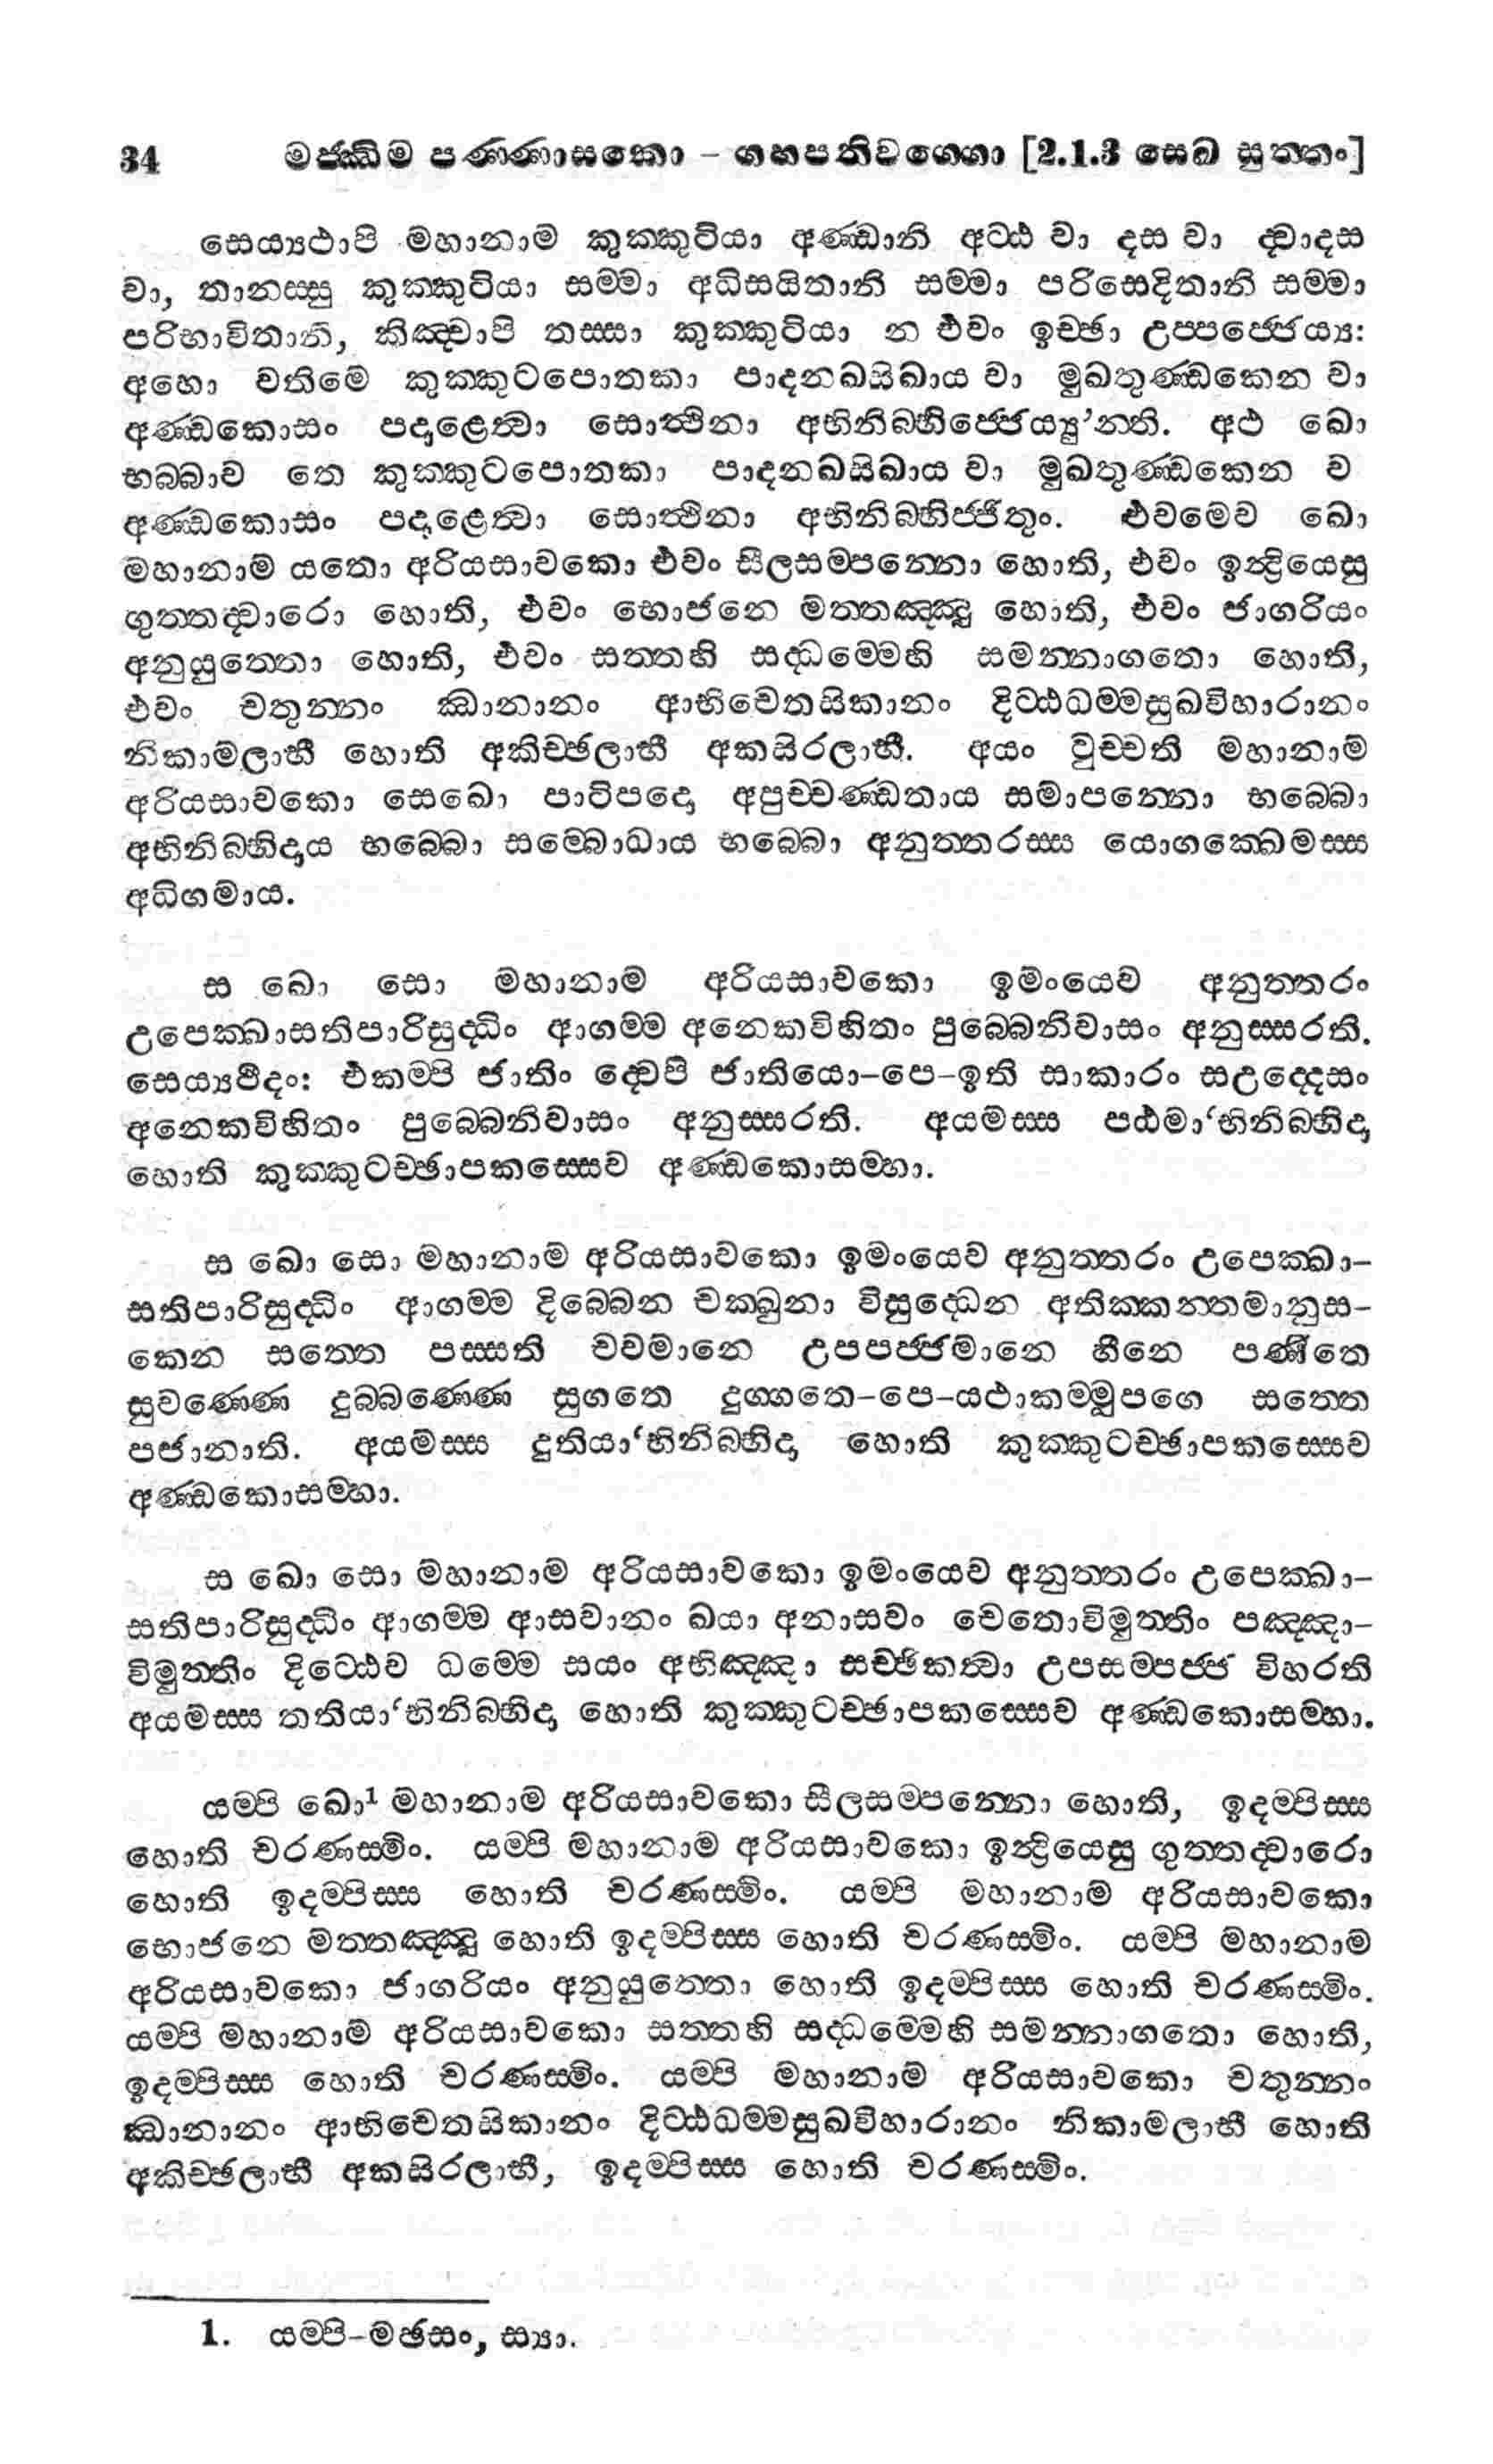 34 මජ්ඣිම පණ්ණාසකො – ගහපතිවග්ගො [2.1.3 සෙඛ සුත්තං]
සෙය්‍යථාපි මහානාම කුක්කුටියා අණ්ඩානි අට්ඨ වා දස වා ද්වාදස
වා, තානස්සු කුක්කුටියා සම්මා අධිසයිතානි සම්මා පරිසෙදිතානි සම්මා
පරිභාවිතානි, කිඤ්චාපි තස්සා කුක්කුටියා න එවං ඉච්ඡා උප්පජ්ජෙය්‍ය:
අහො වතිමේ කුක්කුටපොතකා පාදනඛසිඛාය වා මුඛතුණ්ඩකෙන වා
අණ්ඩකොසං පදාළෙත්වා සොත්ථිනා අභිනිබ්භිජ්ජෙය්‍යු'න්ති. අථ ඛො
භබ්බාව තෙ කුක්කුටපොතකා පාදනඛසිඛාය වා මුඛතුණ්ඩකෙන ව
අණ්ඩකොසං පදාළෙත්වා සොත්ථිනා අභිනිබ්භිජ්ජිතුං. එවමෙව ඛො
මහානාම යතො අරියසාවකො එවං සීලසම්පන්නො හොති, එවං ඉන්ද්‍රියෙසු
ගුත්තද්වාරො හොති, එවං භොජනෙ මත්තඤ්ඤු හොති, එවං ජාගරියං
අනුයුත්තො හොති, එවං සත්තහි සද්ධම්මෙහි සමන්නාගතො හොති,
එවං චතුන්නං ඣානානං ආභිචෙතසිකානං දිට්ඨධම්මසුඛවිහාරානං
නිකාමලාභී හොති අකිච්ඡලාභී අකසිරලාභී. අයං වුච්චති මහානාම
අරියසාවකො සෙඛො පාටිපදො අපුච්චණ්ඩතාය සමාපන්නො භබ්බො
අභිනිබ්භිදාය භබ්බො සම්බොධාය භබ්බො අනුත්තරස්ස යොගක්ඛෙමස්ස
අධිගමාය.
ස ඛො සො මහානාම අරියසාවකො ඉමංයෙව අනුත්තරං
උපෙක්ඛාසතිපාරිසුද්ධිං ආගම්ම අනෙකවිහිතං පුබ්බෙනිවාසං අනුස්සරති.
සෙය්‍යථීදං: එකම්පි ජාතිං ද්වෙපි ජාතියො–පෙ–ඉති සාකාරං සඋද්දෙසං
අනෙකවිහිතං පුබ්බෙනිවාසං අනුස්සරති. අයමස්ස පඨමා‘භිනිබ්භිදා
හොති කුක්කුටච්ඡාපකස්සෙව අණ්ඩකොසම්හා.
ස ඛො සො මහානාම අරියසාවකො ඉමංයෙව අනුත්තරං උපෙක්ඛා–
සතිපාරිසුද්ධිං ආගම්ම දිබ්බෙන චක්ඛුනා විසුද්ධෙන අතික්කන්තමානුස–
කෙන සත්තෙ පස්සති චවමානෙ උපපජ්ජමානෙ හීනෙ පණීතෙ
සුවණ්ණෙ දුබ්බණ්ණෙ සුගතෙ දුග්ගතෙ–පෙ–යථාකම්මූපගෙ සත්තෙ
පජානාති. අයමස්ස දුතියා‘භිනිබ්භිදා හොති කුක්කුටච්ඡාපකස්සෙව
අණ්ඩකොසම්හා.
ස ඛො සො මහානාම අරියසාවකො ඉමංයෙව අනුත්තරං උපෙක්ඛා–
සතිපාරිසුද්ධිං ආගම්ම ආසවානං ඛයා අනාසවං චෙතොවිමුත්තිං පඤ්ඤා–
විමුත්තිං දිට්ඨෙව ධම්මෙ සයං අභිඤ්ඤා සච්ඡිකත්වා උපසම්පජ්ජ විහරති
අයමස්ස තතියා‘භිනිබ්භිදා හොති කුක්කුටච්ඡාපකස්සෙව අණ්ඩකොසම්හා.
යම්පි ඛො¹ මහානාම අරියසාවකො සීලසම්පන්නො හොති, ඉදම්පිස්ස
හොති චරණස්මිං. යම්පි මහානාම අරියසාවකො ඉන්ද්‍රියෙසු ගුත්තද්වාරො
හොති ඉදම්පිස්ස හොති චරණස්මිං. යම්පි මහානාම අරියසාවකො
භොජනෙ මත්තඤ්ඤු හොති ඉදම්පිස්ස හොති චරණස්මිං. යම්පි මහානාම
අරියසාවකො ජාගරියං අනුයුත්තො හොති ඉදම්පිස්ස හොති චරණස්මිං.
යම්පි මහානාම අරියසාවකො සත්තහි සද්ධම්මෙහි සමන්නාගතො හොති,
ඉදම්පිස්ස හොති චරණස්මිං. යම්පි මහානාම අරියසාවකො චතුන්නං
ඣානානං ආභිචෙතසිකානං දිට්ඨධම්මසුඛවිහාරානං නිකාමලාභී හොති
අකිච්ඡලාභී අකසිරලාභී, ඉදම්පිස්ස හොති චරණස්මිං.
1. යම්පි–මඡසං, ස්‍යා.